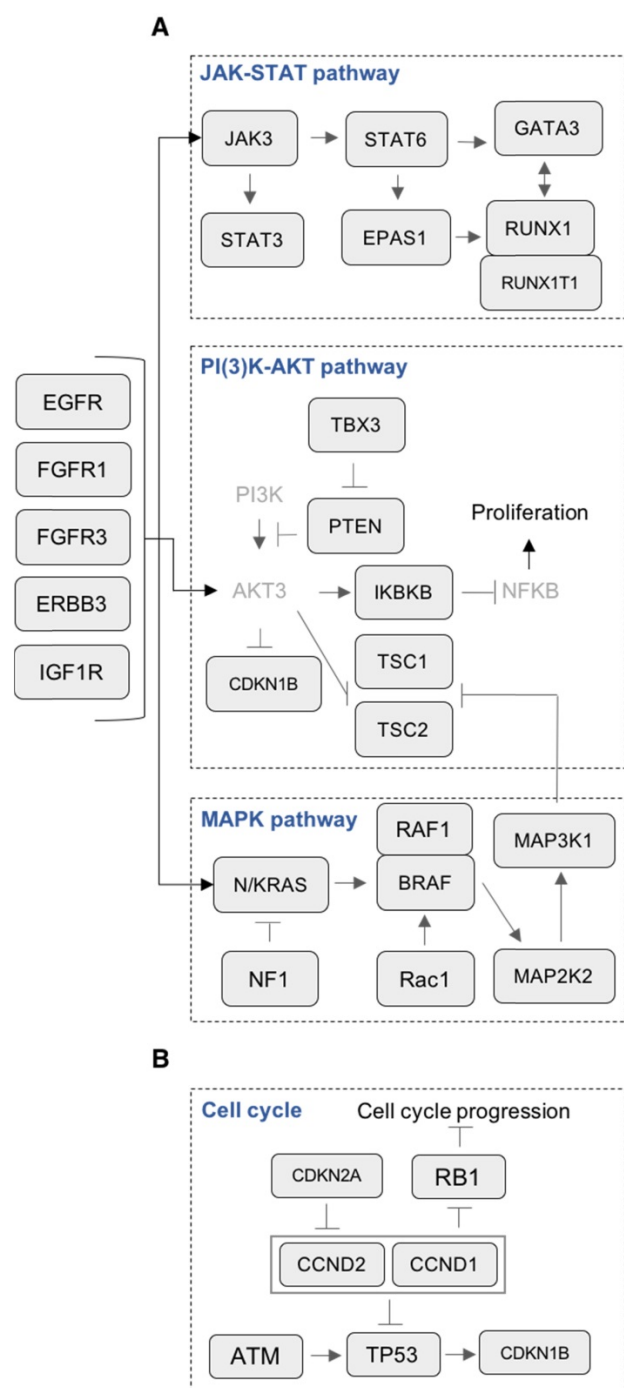 A
JAK-STAT pathway
JAK3
STAT6
GATA3
STAT3
EPAS1
RUNX1
RUNX1T1
EGFR
FGFR1
FGFR3
ERBB3
IGF1R
PI(3)K-AKT pathway
TBX3
PI3K
PTEN
Proliferation
AKT3
IKBKB
NFKB
CDKN1B
TSC1
TSC2
MAPK pathway
RAF1
MAP3K1
N/KRAS
BRAF
NF1
Rac1
MAP2K2
B
Cell cycle
Cell cycle progression
CDKN2A
RB1
CCND2
CCND1
ATM
TP53
CDKN1B